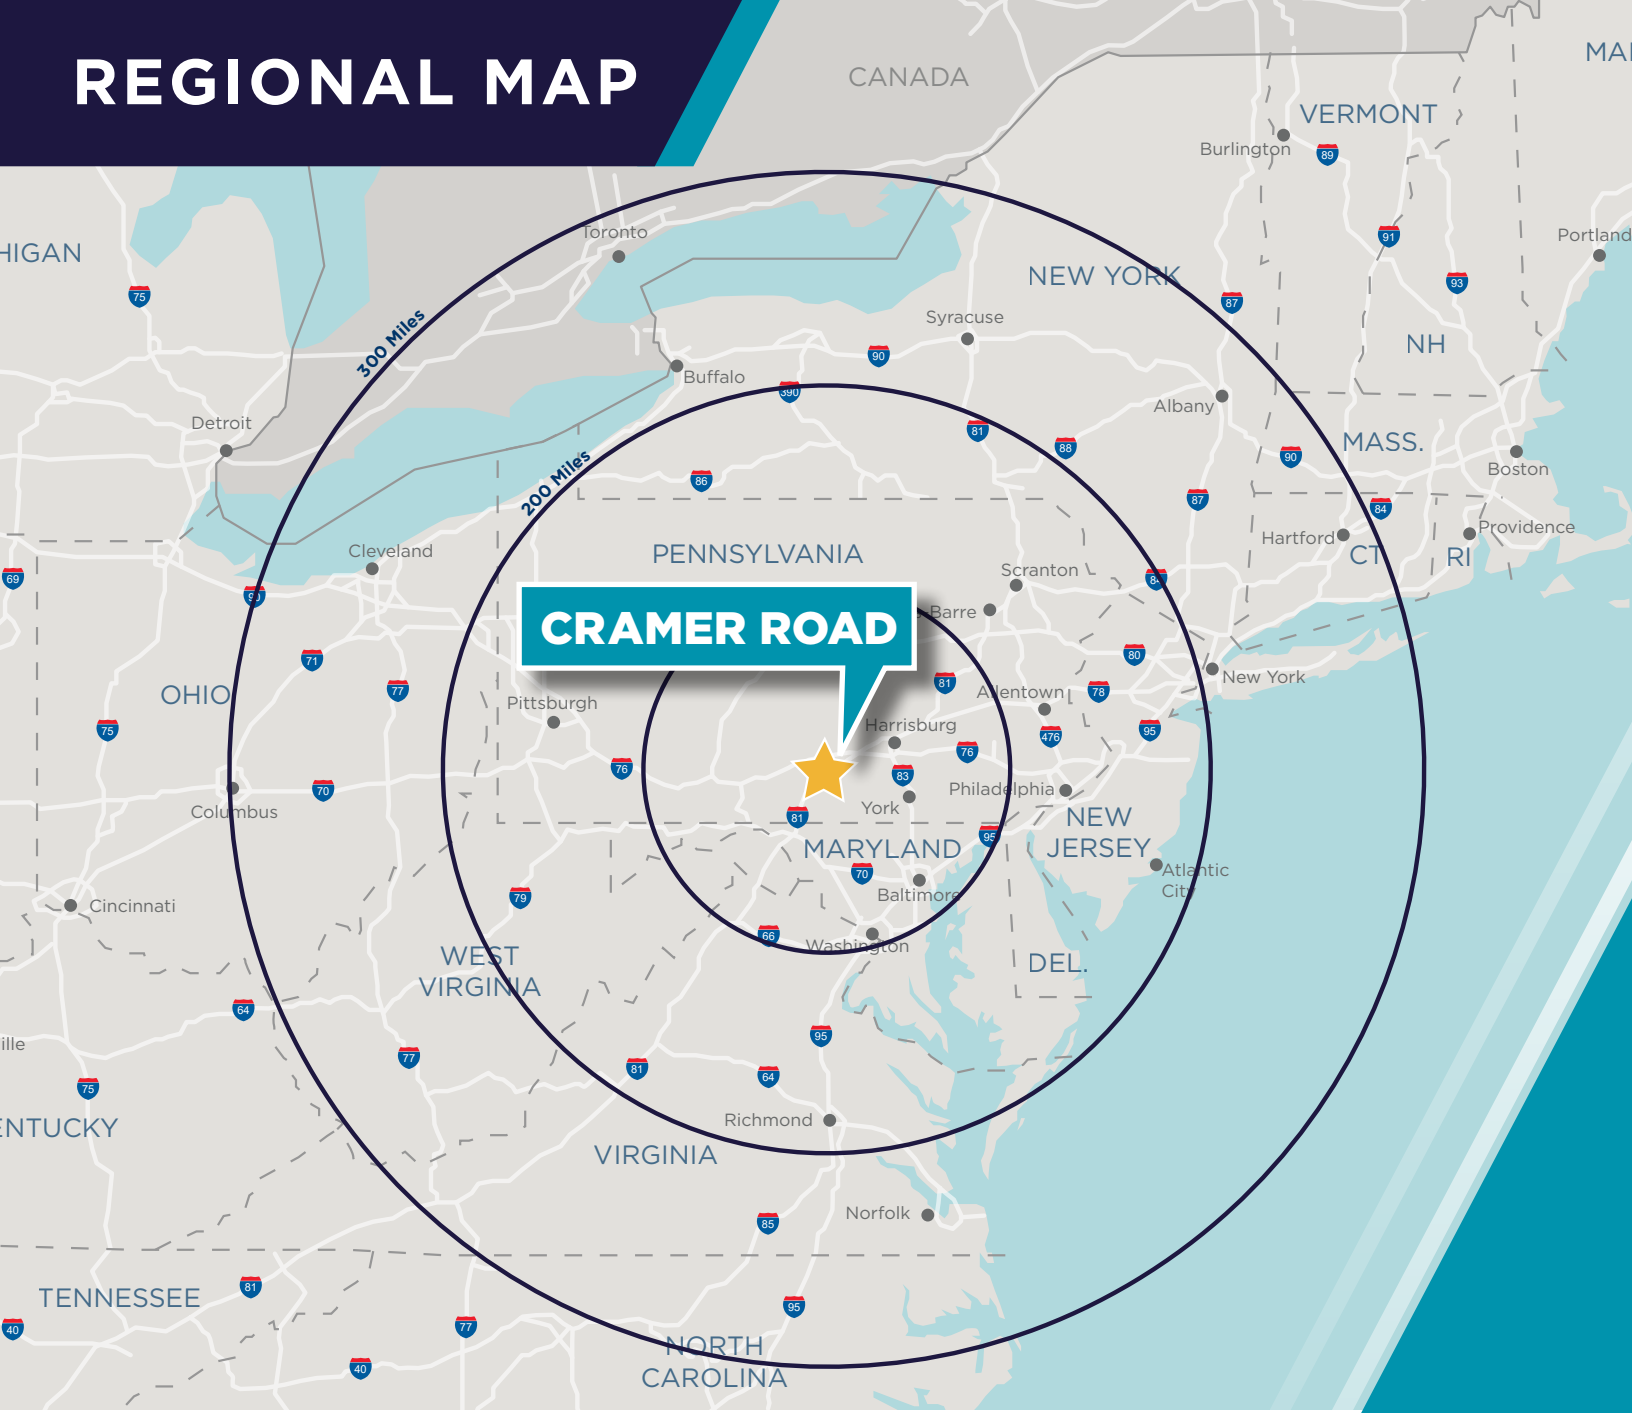 REGIONAL MAP
CANADA
MAI
VERMONT
Burlington
89
Toronto
Portland
91
HIGAN
NEW YORK
93
75
87
300 Miles
Syracuse
NH
90
Buffalo
390
Albany
Detroit
81
88
MASS.
90
Boston
200 Miles
86
87
84
Providence
Hartford
CT
RI
Cleveland
PENNSYLVANIA
Scranton
69
84
90
-Barre
CRAMER ROAD
71
80
77
81
New York
OHIO
Allentown
78
Pittsburgh
75
Harrisburg
476
95
76
76
83
70
Philadelphia
Columbus
York
81
NEW
JERSEY
95
MARYLAND
70
Atlantic
City
Baltimore
79
Cincinnati
66
Washington
WEST
VIRGINIA
DEL.
64
95
ille
77
81
64
75
Richmond
ENTUCKY
VIRGINIA
Norfolk
85
81
TENNESSEE
95
40
77
NORTH
CAROLINA
40